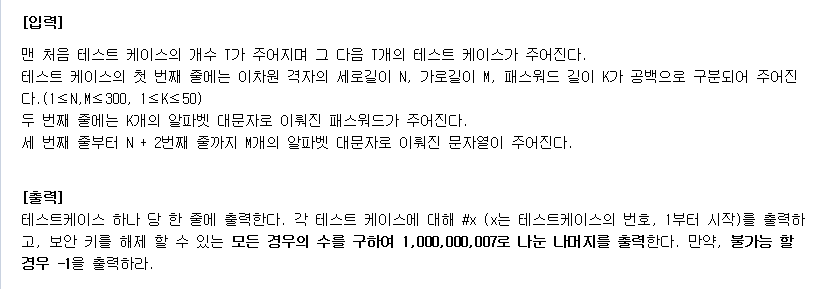 [입력]
맨 처음 테스트 케이스의 개수 T가 주어지며 그 다음 T개의 테스트 케이스가 주어진다.
테스트 케이스의 첫 번째 줄에는 이차원 격자의 세로길이 N, 가로길이 M, 패스워드 길이 K가 공백으로 구분되어 주어진
다.(1≤N,M≤300, 1≤K≤50)
두 번째 줄에는 K개의 알파벳 대문자로 이뤄진 패스워드가 주어진다.
세 번째 줄부터 N + 2번째 줄까지 M개의 알파벳 대문자로 이뤄진 문자열이 주어진다.
[출력]
테스트케이스 하나 당 한 줄에 출력한다. 각 테스트 케이스에 대해 #x (x는 테스트케이스의 번호, 1부터 시작)를 출력하
고, 보안 키를 해제 할 수 있는 모든 경우의 수를 구하여 1,000,000,007로 나눈 나머지를 출력한다. 만약, 불가능 할
경우 -1을 출력하라.